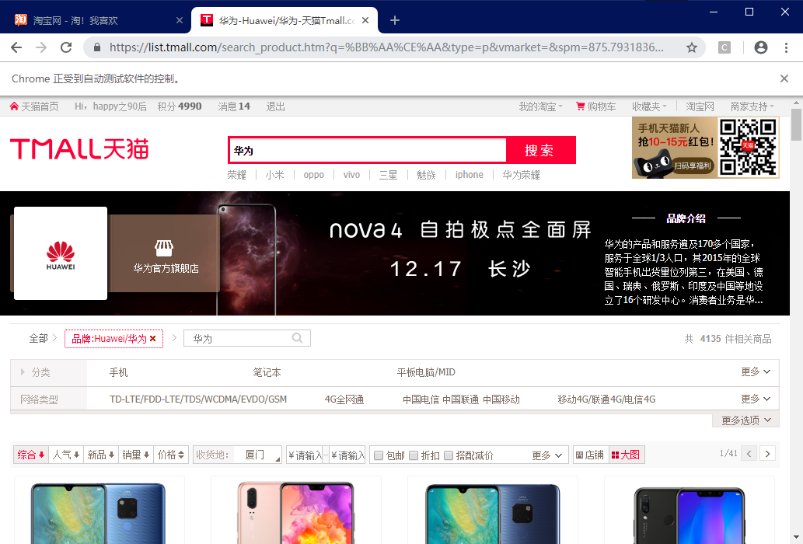 淘宝网 - 淘！我喜欢
华为-Huawei/华为-天猫Tmall.c
https://list.tmall.com/search_product.htm?q=%BB%AA%CE%AA&type=p&vmarket=&spm=875.7931836...
Chrome 正受到自动测试软件的控制。
天猫首页 Hi，happy之90后 积分 4990 消息 14 退出 我的淘宝 购物车 收藏夹 淘宝网 商家支持
TMALL天猫
华为
搜 索
荣耀 小米 oppo vivo 三星 魅族 iphone 华为荣耀
手机天猫新人
抢10-15元红包!
扫码享福利
HUAWEI
华为官方旗舰店
nova 4 自拍极点全面屏
12.17 长沙
品牌介绍
华为的产品和服务遍及170多个国家，
服务于全球1/3人口，其2015年的全球
智能手机出货量位列第三，在美国、德
国、瑞典、俄罗斯、印度及中国等地设
立了16个研发中心。消费者业务是华...
全部 品牌:Huawei/华为 华为 共 4135 件相关商品
分类 手机 笔记本 平板电脑/MID 更多
网络类型 TD-LTE/FDD-LTE/TDS/WCDMA/EVDO/GSM 4G全网通 中国电信 中国联通 中国移动 移动4G/联通4G/电信4G 更多
更多选项
综合 人气 新品 销量 价格 收货地: 厦门 ¥请输入 - ¥请输入 包邮 折扣 搭配减价 更多 店铺 大图 1/41